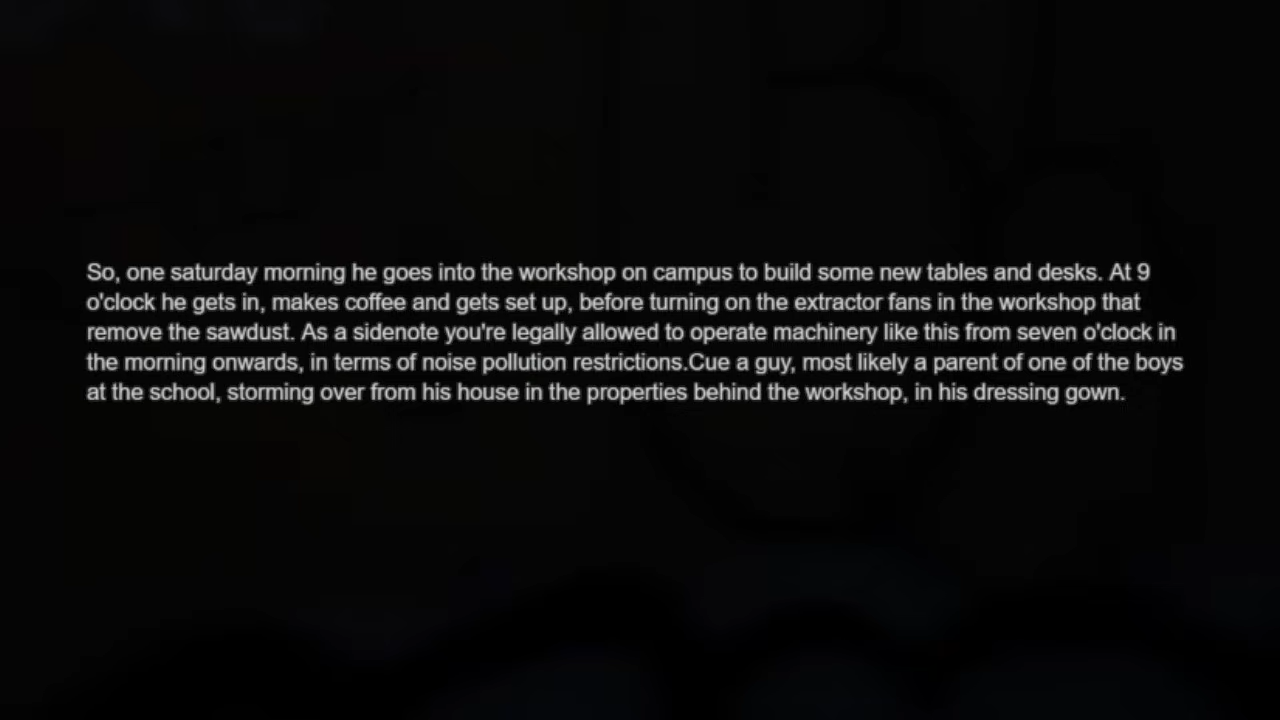 So, one saturday morning he goes into the workshop on campus to build some new tables and desks. At 9
o'clock he gets in, makes coffee and gets set up, before turning on the extractor fans in the workshop that
remove the sawdust. As a sidenote you're legally allowed to operate machinery like this from seven o'clock in
the morning onwards, in terms of noise pollution restrictions.Cue a guy, most likely a parent of one of the boys
at the school, storming over from his house in the properties behind the workshop, in his dressing gown.